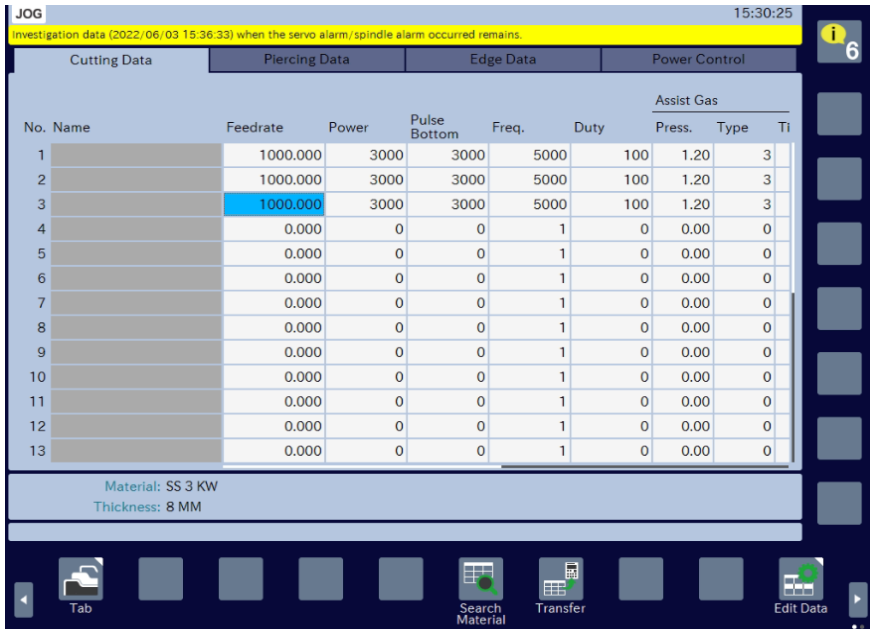 JOG 15:30:25
Investigation data (2022/06/03 15:36:33) when the servo alarm/spindle alarm occurred remains.
i 6
Cutting Data Piercing Data Edge Data Power Control
Assist Gas
No. Name Feedrate Power Pulse Bottom Freq. Duty Press. Type Ti
1 1000.000 3000 3000 5000 100 1.20 3
2 1000.000 3000 3000 5000 100 1.20 3
3 1000.000 3000 3000 5000 100 1.20 3
4 0.000 0 0 1 0 0.00 0
5 0.000 0 0 1 0 0.00 0
6 0.000 0 0 1 0 0.00 0
7 0.000 0 0 1 0 0.00 0
8 0.000 0 0 1 0 0.00 0
9 0.000 0 0 1 0 0.00 0
10 0.000 0 0 1 0 0.00 0
11 0.000 0 0 1 0 0.00 0
12 0.000 0 0 1 0 0.00 0
13 0.000 0 0 1 0 0.00 0
Material: SS 3 KW
Thickness: 8 MM
Tab Search Material Transfer Edit Data